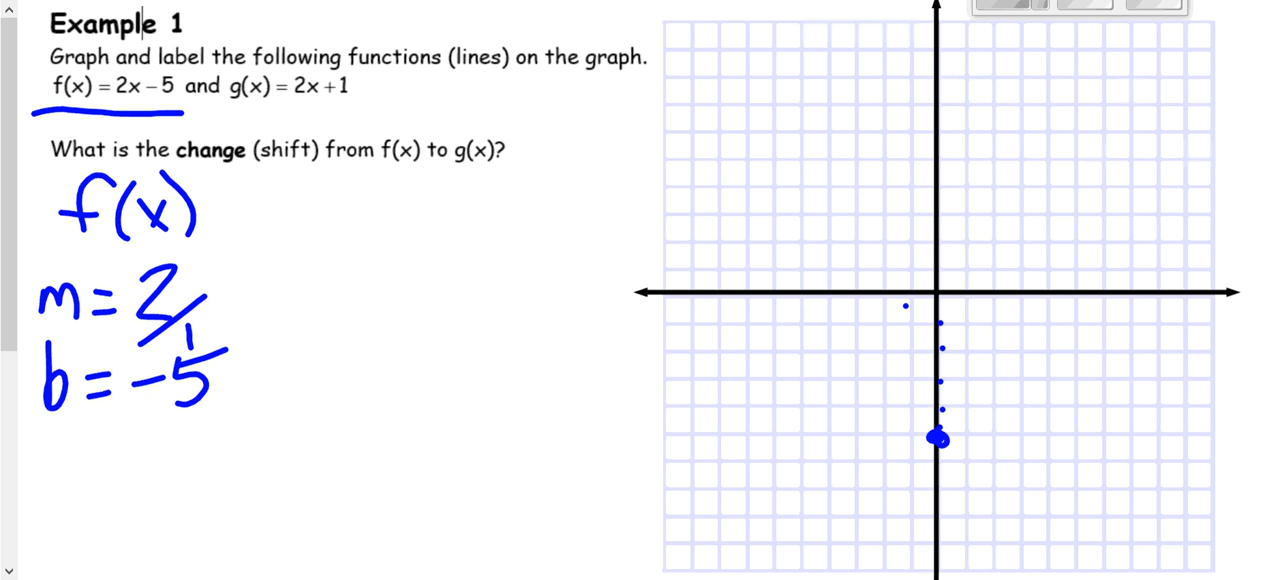 Example 1
Graph and label the following functions (lines) on the graph.
f(x) = 2x – 5 and g(x) = 2x + 1
What is the change (shift) from f(x) to g(x)?
f(x)
m = 2/1
b = -5